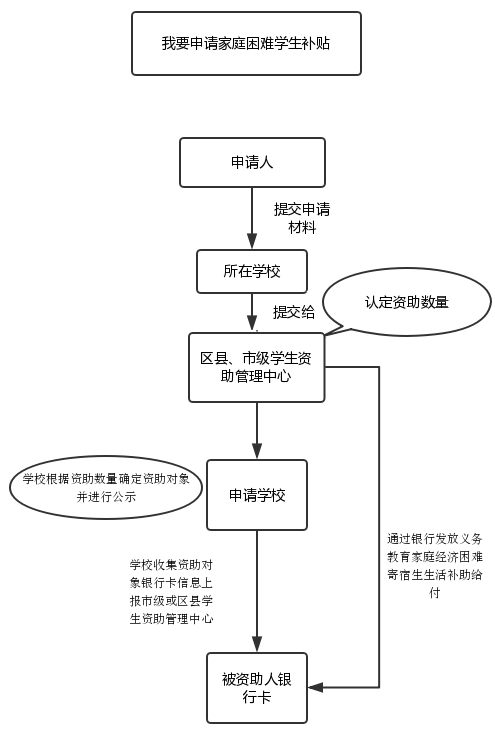 我要申请家庭困难学生补贴
申请人
提交申请
材料
所在学校
提交给
认定资助数量
区县、市级学生资
助管理中心
学校根据资助数量确定资助对象
并进行公示
申请学校
通过银行发放义务
教育家庭经济困难
寄宿生生活补助给
付
学校收集资助对
象银行卡信息上
报市级或区县学
生资助管理中心
被资助人银
行卡